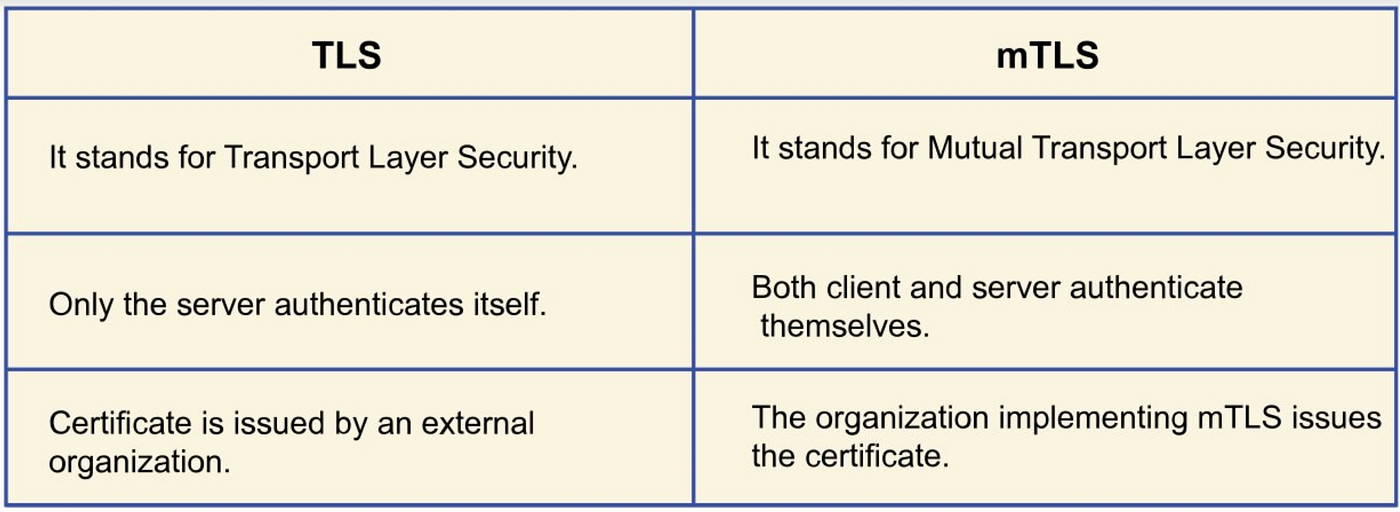 TLS
mTLS
It stands for Transport Layer Security.
It stands for Mutual Transport Layer Security.
Only the server authenticates itself.
Both client and server authenticate
themselves.
Certificate is issued by an external
organization.
The organization implementing mTLS issues
the certificate.